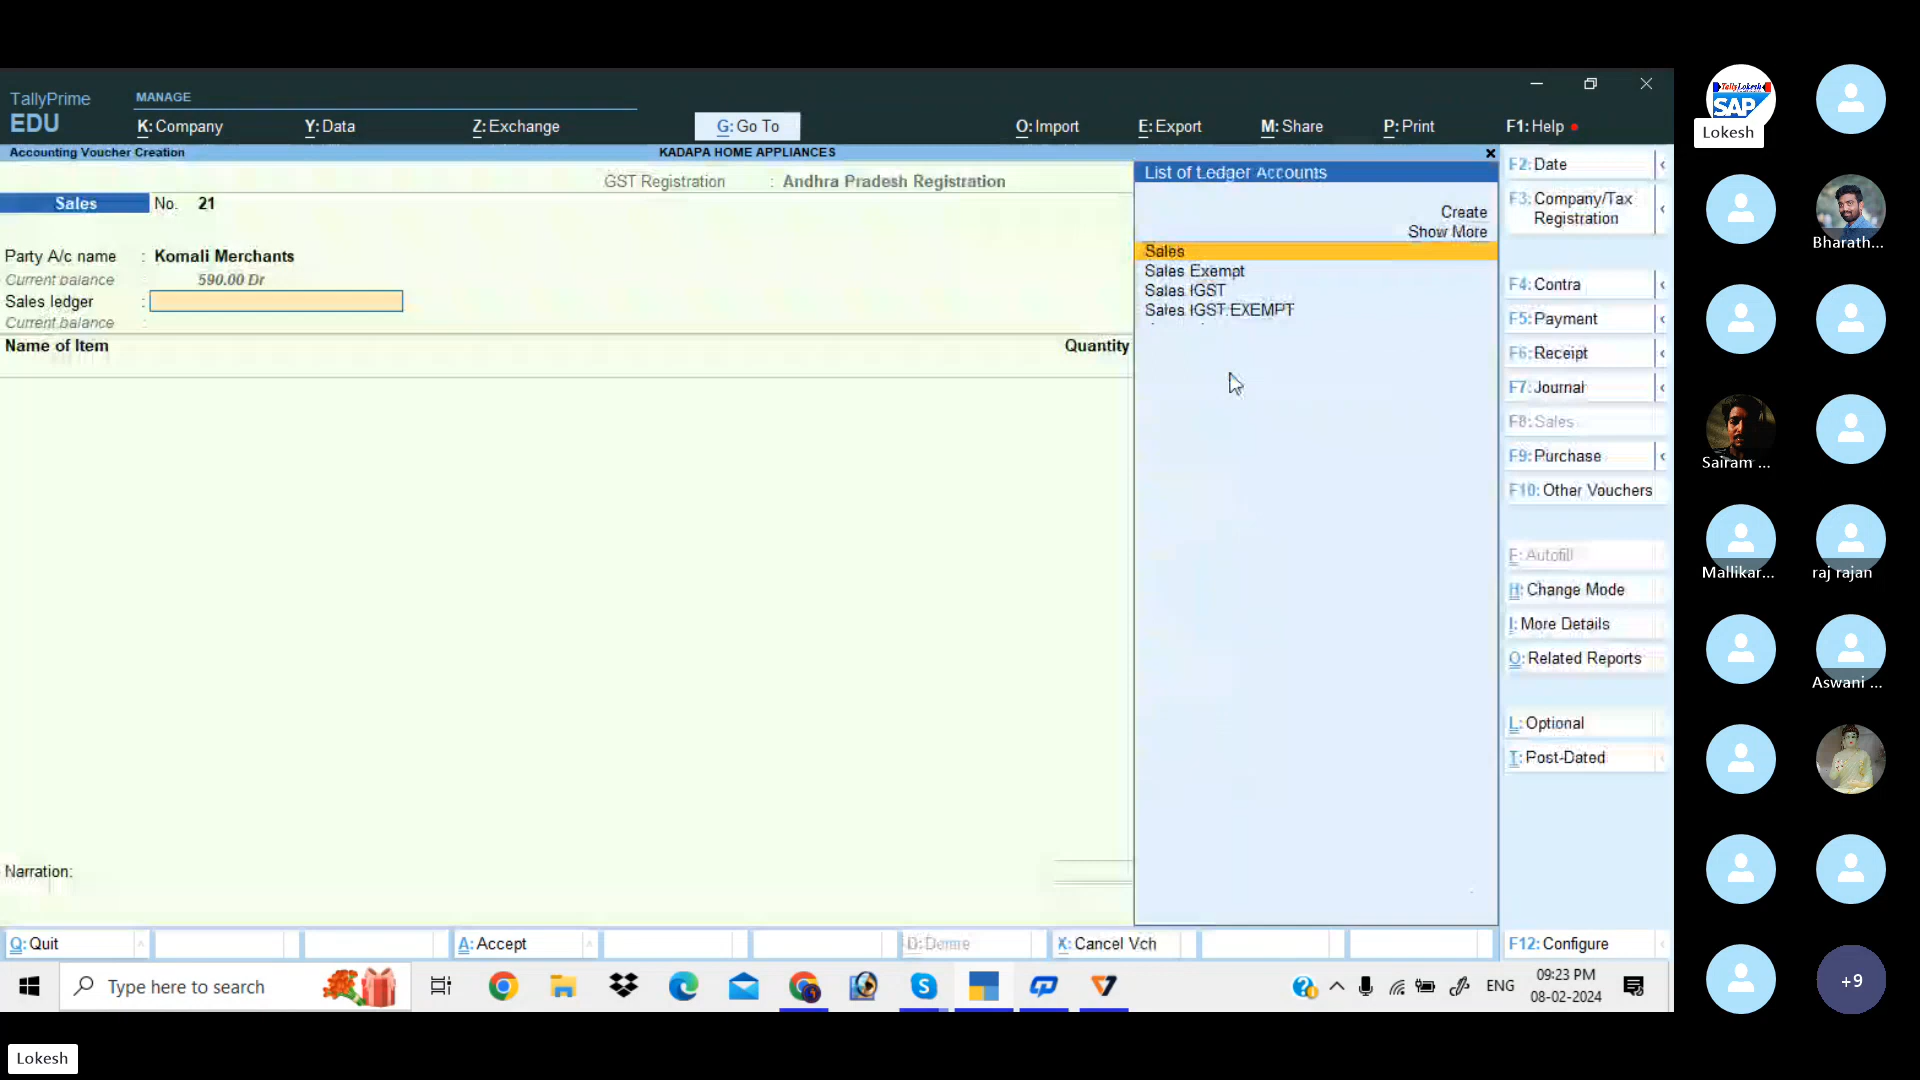 TallyPrime
EDU
MANAGE
K: Company
Y: Data
Z: Exchange
G: Go To
O: Import
E: Export
M: Share
P: Print
F1: Help
Accounting Voucher Creation
KADAPA HOME APPLIANCES
GST Registration : Andhra Pradesh Registration
Sales No. 21
Party A/c name : Komali Merchants
Current balance 590.00 Dr
Sales ledger :
Current balance :
Name of Item
Quantity
List of Ledger Accounts
Create
Show More
Sales
Sales Exempt
Sales IGST
Sales IGST EXEMPT
F2: Date
F3: Company/Tax
Registration
F4: Contra
F5: Payment
F6: Receipt
F7: Journal
F8: Sales
F9: Purchase
F10: Other Vouchers
E: Autofill
H: Change Mode
I: More Details
O: Related Reports
L: Optional
T: Post-Dated
Narration:
Q: Quit
A: Accept
X: Cancel Vch
F12: Configure
Type here to search
ENG
09:23 PM
08-02-2024
TallyLokesh
SAP
Lokesh
Bharath...
Sairam ...
Mallikar...
raj rajan
Aswani ...
+9
Lokesh